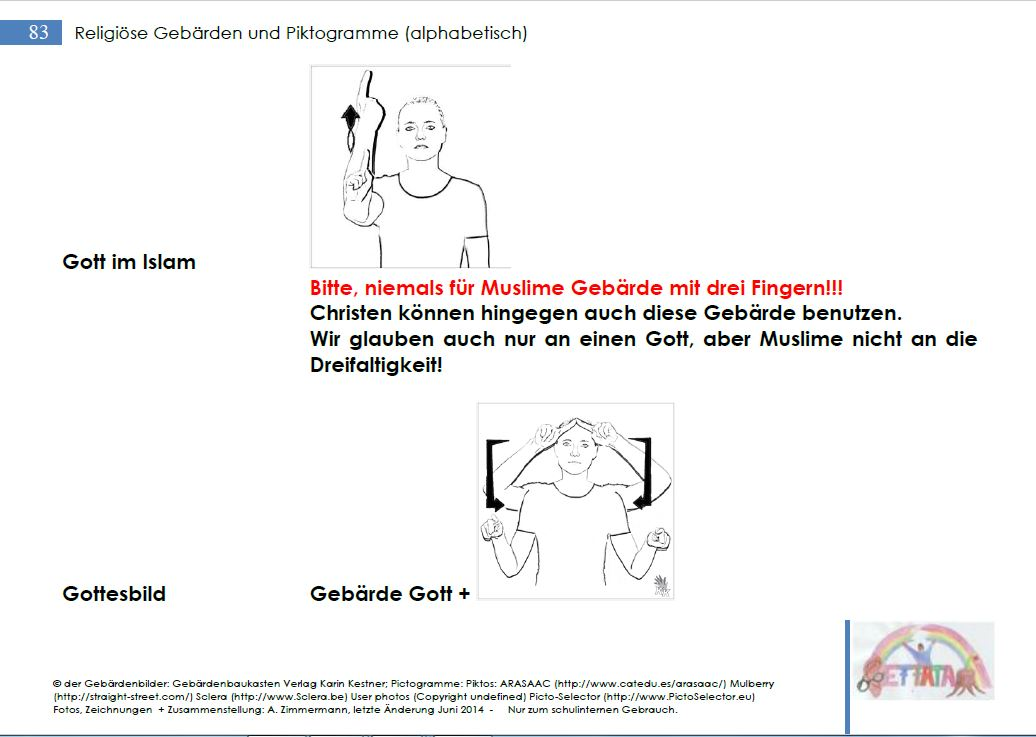 83 Religiöse Gebärden und Piktogramme (alphabetisch)
Gott im Islam
Bitte, niemals für Muslime Gebärde mit drei Fingern!!!
Christen können hingegen auch diese Gebärde benutzen.
Wir glauben auch nur an einen Gott, aber Muslime nicht an die
Dreifaltigkeit!
Gottesbild Gebärde Gott +
© der Gebärdenbilder: Gebärdenbaukasten Verlag Karin Kestner; Pictogramme: Piktos: ARASAAC (http://www.catedu.es/arasaac/) Mulberry
(http://straight-street.com/) Sclera (http://www.Sclera.be) User photos (Copyright undefined) Picto-Selector (http://www.PictoSelector.eu)
Fotos, Zeichnungen + Zusammenstellung: A. Zimmermann, letzte Änderung Juni 2014 - Nur zum schulinternen Gebrauch.